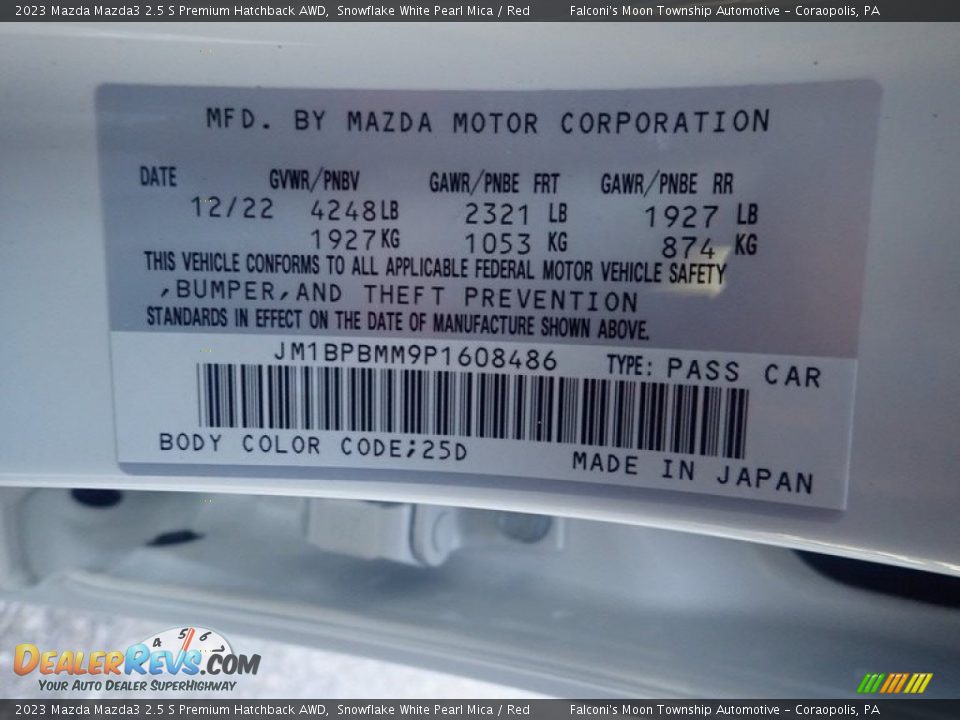 2023 Mazda Mazda3 2.5 S Premium Hatchback AWD, Snowflake White Pearl Mica / Red Falconi's Moon Township Automotive - Coraopolis, PA
MFD. BY MAZDA MOTOR CORPORATION
DATE GVWR/PNBV GAWR/PNBE FRT GAWR/PNBE RR
12/22 4248LB 2321 LB 1927 LB
1927KG 1053 KG 874 KG
THIS VEHICLE CONFORMS TO ALL APPLICABLE FEDERAL MOTOR VEHICLE SAFETY
,BUMPER,AND THEFT PREVENTION
STANDARDS IN EFFECT ON THE DATE OF MANUFACTURE SHOWN ABOVE.
JM1BPBMM9P1608486 TYPE: PASS CAR
BODY COLOR CODE;25D
MADE IN JAPAN
4 5 6
DEALERREVS.COM
YOUR AUTO DEALER SUPERHIGHWAY
2023 Mazda Mazda3 2.5 S Premium Hatchback AWD, Snowflake White Pearl Mica / Red Falconi's Moon Township Automotive - Coraopolis, PA